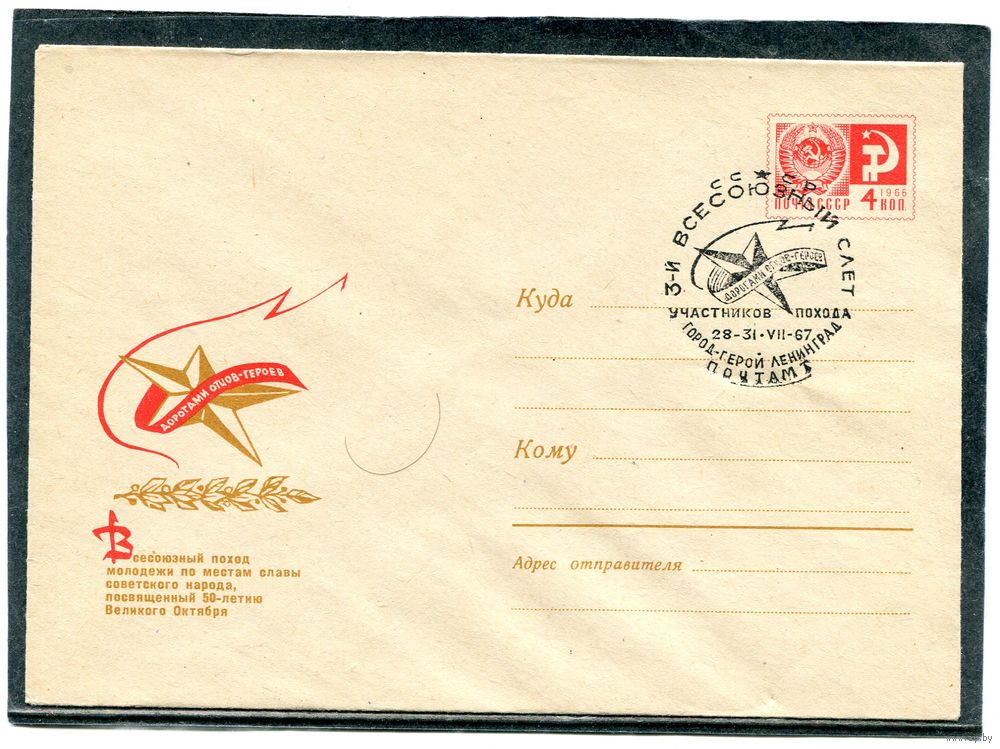 ПОЧТА СССР
1966
4 КОП.
СССР
3-Й ВСЕСОЮЗНЫЙ СЛЕТ
ДОРОГАМИ ОТЦОВ-ГЕРОЕВ
УЧАСТНИКОВ ПОХОДА
28-31·VII-67
ГОРОД-ГЕРОЙ ЛЕНИНГРАД
ПОЧТАМТ
Куда
ДОРОГАМИ ОТЦОВ-ГЕРОЕВ
Кому
Всесоюзный поход
молодежи по местам славы
советского народа,
посвященный 50-летию
Великого Октября
Адрес отправителя